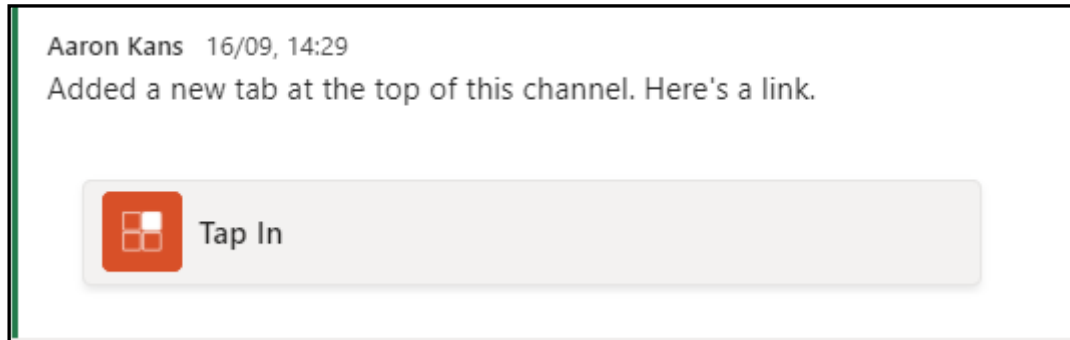 Aaron Kans 16/09, 14:29
Added a new tab at the top of this channel. Here's a link.
Tap In